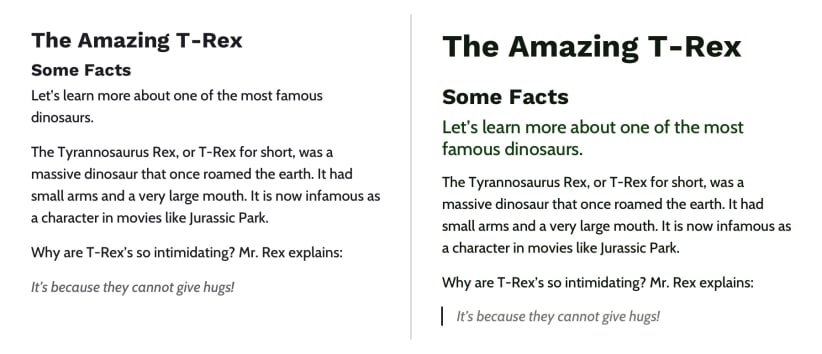 The Amazing T-Rex
Some Facts
Let's learn more about one of the most famous
dinosaurs.
The Tyrannosaurus Rex, or T-Rex for short, was a
massive dinosaur that once roamed the earth. It had
small arms and a very large mouth. It is now infamous as
a character in movies like Jurassic Park.
Why are T-Rex's so intimidating? Mr. Rex explains:
It's because they cannot give hugs!
The Amazing T-Rex
Some Facts
Let's learn more about one of the most
famous dinosaurs.
The Tyrannosaurus Rex, or T-Rex for short, was a
massive dinosaur that once roamed the earth. It had
small arms and a very large mouth. It is now infamous as
a character in movies like Jurassic Park.
Why are T-Rex's so intimidating? Mr. Rex explains:
It's because they cannot give hugs!